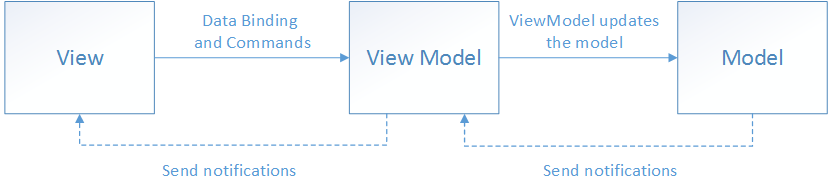 Data Binding
and Commands
ViewModel updates
the model
View
View Model
Model
Send notifications
Send notifications